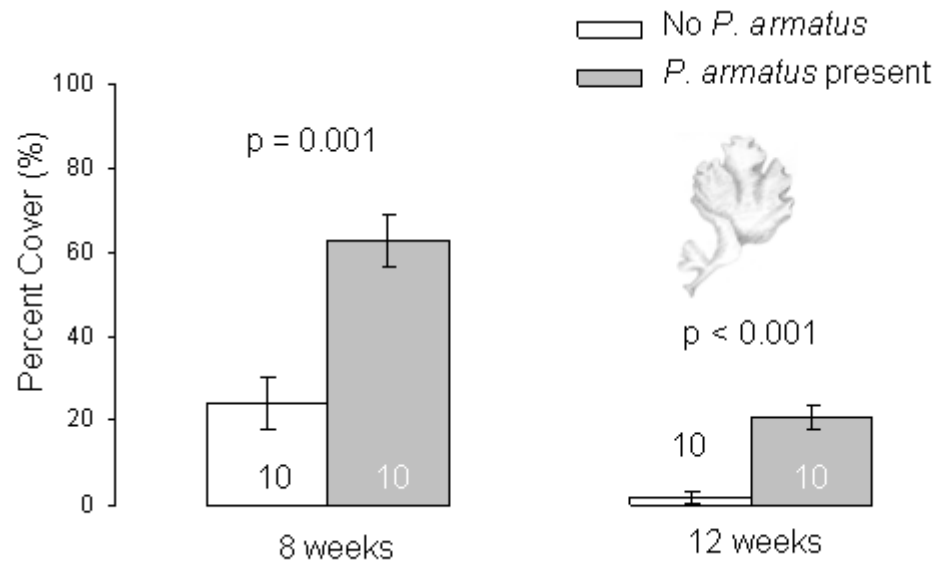 No P. armatus
P. armatus present
Percent Cover (%)
100
80
60
40
20
0
p = 0.001
p < 0.001
10
10
10
10
8 weeks
12 weeks